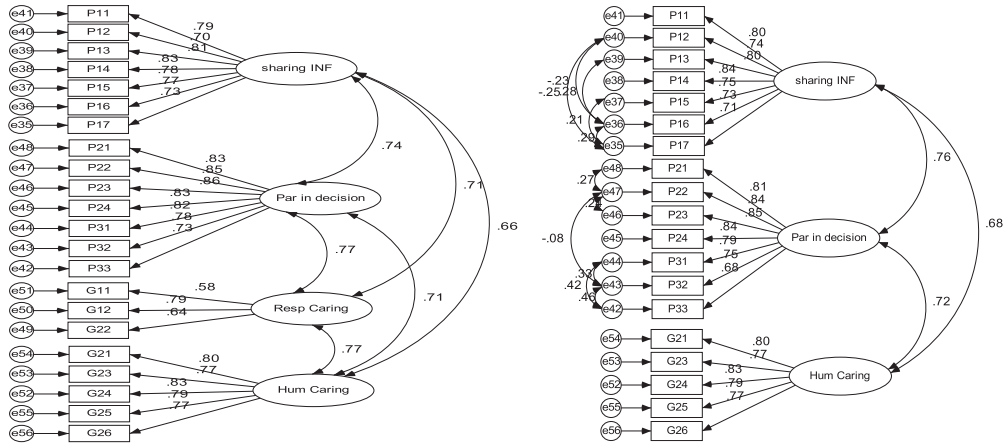 e41 P11
e40 P12
e39 P13
e38 P14
e37 P15
e36 P16
e35 P17
.79
.70
.81
.83
.78
.77
.73
sharing INF
e48 P21
e47 P22
e46 P23
e45 P24
e44 P31
e43 P32
e42 P33
.83
.85
.86
.83
.82
.78
.73
Par in decision
e51 G11
e50 G12
e49 G22
.58
.79
.64
Resp Caring
e54 G21
e53 G23
e52 G24
e55 G25
e56 G26
.80
.77
.83
.79
.77
Hum Caring
.74
.71
.66
.77
.71
.77
e41 P11
e40 P12
e39 P13
e38 P14
e37 P15
e36 P16
e35 P17
.80
.74
.80
.84
.75
.73
.71
sharing INF
-.23
-.25
.28
.21
.29
e48 P21
e47 P22
e46 P23
e45 P24
e44 P31
e43 P32
e42 P33
.81
.84
.85
.84
.79
.75
.68
Par in decision
.27
-.08
.33
.42
.46
e54 G21
e53 G23
e52 G24
e55 G25
e56 G26
.80
.77
.83
.79
.77
Hum Caring
.76
.68
.72